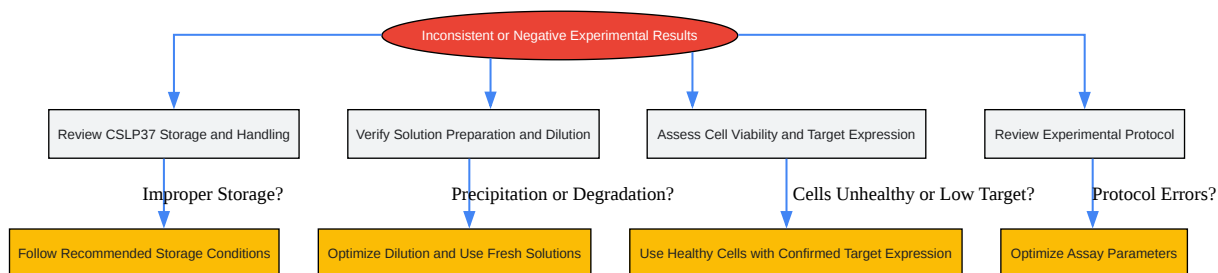 Inconsistent or Negative Experimental Results
Review CSLP37 Storage and Handling
Verify Solution Preparation and Dilution
Assess Cell Viability and Target Expression
Review Experimental Protocol
Improper Storage?
Precipitation or Degradation?
Cells Unhealthy or Low Target?
Protocol Errors?
Follow Recommended Storage Conditions
Optimize Dilution and Use Fresh Solutions
Use Healthy Cells with Confirmed Target Expression
Optimize Assay Parameters